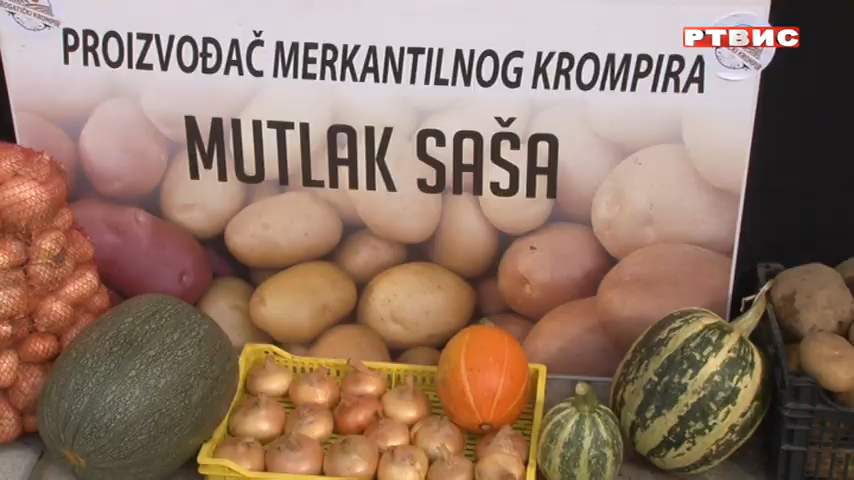 РТВИС
PROIZVOĐAČ MERKANTILNOG KROMPIRA
MUTLAK SAŠA